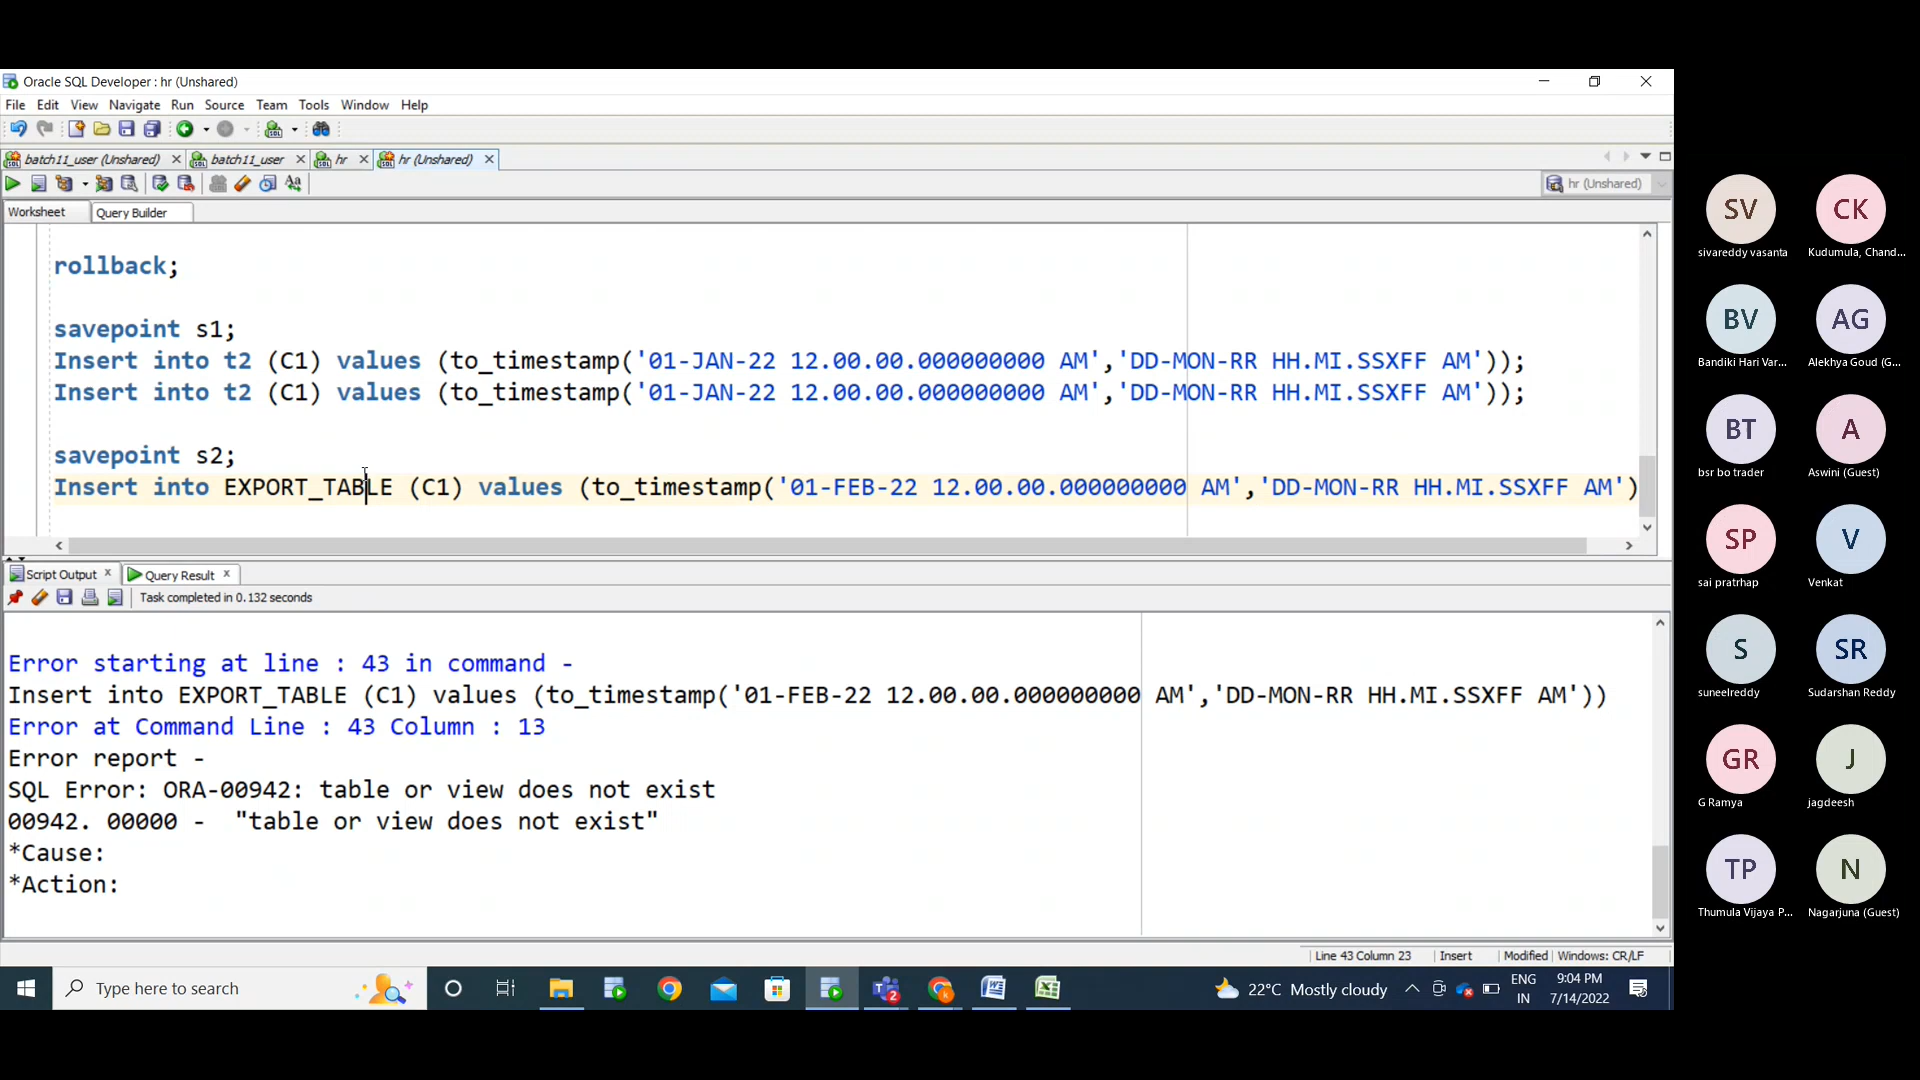 Oracle SQL Developer : hr (Unshared)
File Edit View Navigate Run Source Team Tools Window Help
batch11_user (Unshared) batch11_user hr hr (Unshared)
hr (Unshared)
Worksheet Query Builder
rollback;
savepoint s1;
Insert into t2 (C1) values (to_timestamp('01-JAN-22 12.00.00.000000000 AM','DD-MON-RR HH.MI.SSXFF AM'));
Insert into t2 (C1) values (to_timestamp('01-JAN-22 12.00.00.000000000 AM','DD-MON-RR HH.MI.SSXFF AM'));
savepoint s2;
Insert into EXPORT_TABLE (C1) values (to_timestamp('01-FEB-22 12.00.00.000000000 AM','DD-MON-RR HH.MI.SSXFF AM')
Script Output Query Result
Task completed in 0.132 seconds
Error starting at line : 43 in command -
Insert into EXPORT_TABLE (C1) values (to_timestamp('01-FEB-22 12.00.00.000000000 AM','DD-MON-RR HH.MI.SSXFF AM'))
Error at Command Line : 43 Column : 13
Error report -
SQL Error: ORA-00942: table or view does not exist
00942. 00000 - "table or view does not exist"
*Cause:
*Action:
Line 43 Column 23 Insert Modified Windows: CR/LF
Type here to search
2
22°C Mostly cloudy
ENG
IN
9:04 PM
7/14/2022
SV CK
sivareddy vasanta Kudumula, Chand...
BV AG
Bandiki Hari Var... Alekhya Goud (G...
BT A
bsr bo trader Aswini (Guest)
SP V
sai pratrhap Venkat
S SR
suneelreddy Sudarshan Reddy
GR J
G Ramya jagdeesh
TP N
Thumula Vijaya P... Nagarjuna (Guest)